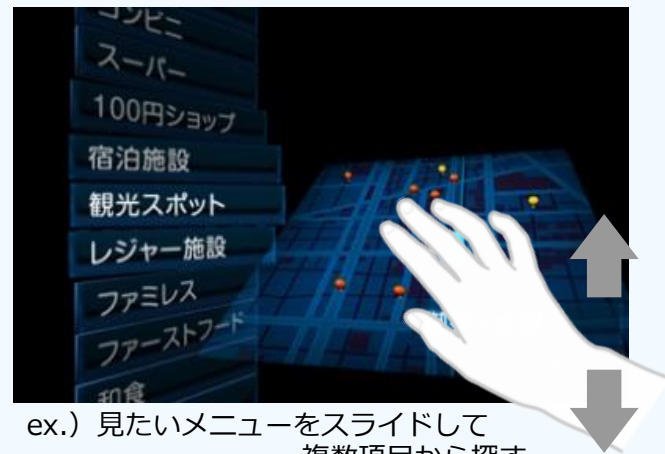 コンビニ
スーパー
100円ショップ
宿泊施設
観光スポット
レジャー施設
ファミレス
ファーストフード
和食
ex.）見たいメニューをスライドして
複数項目から探す